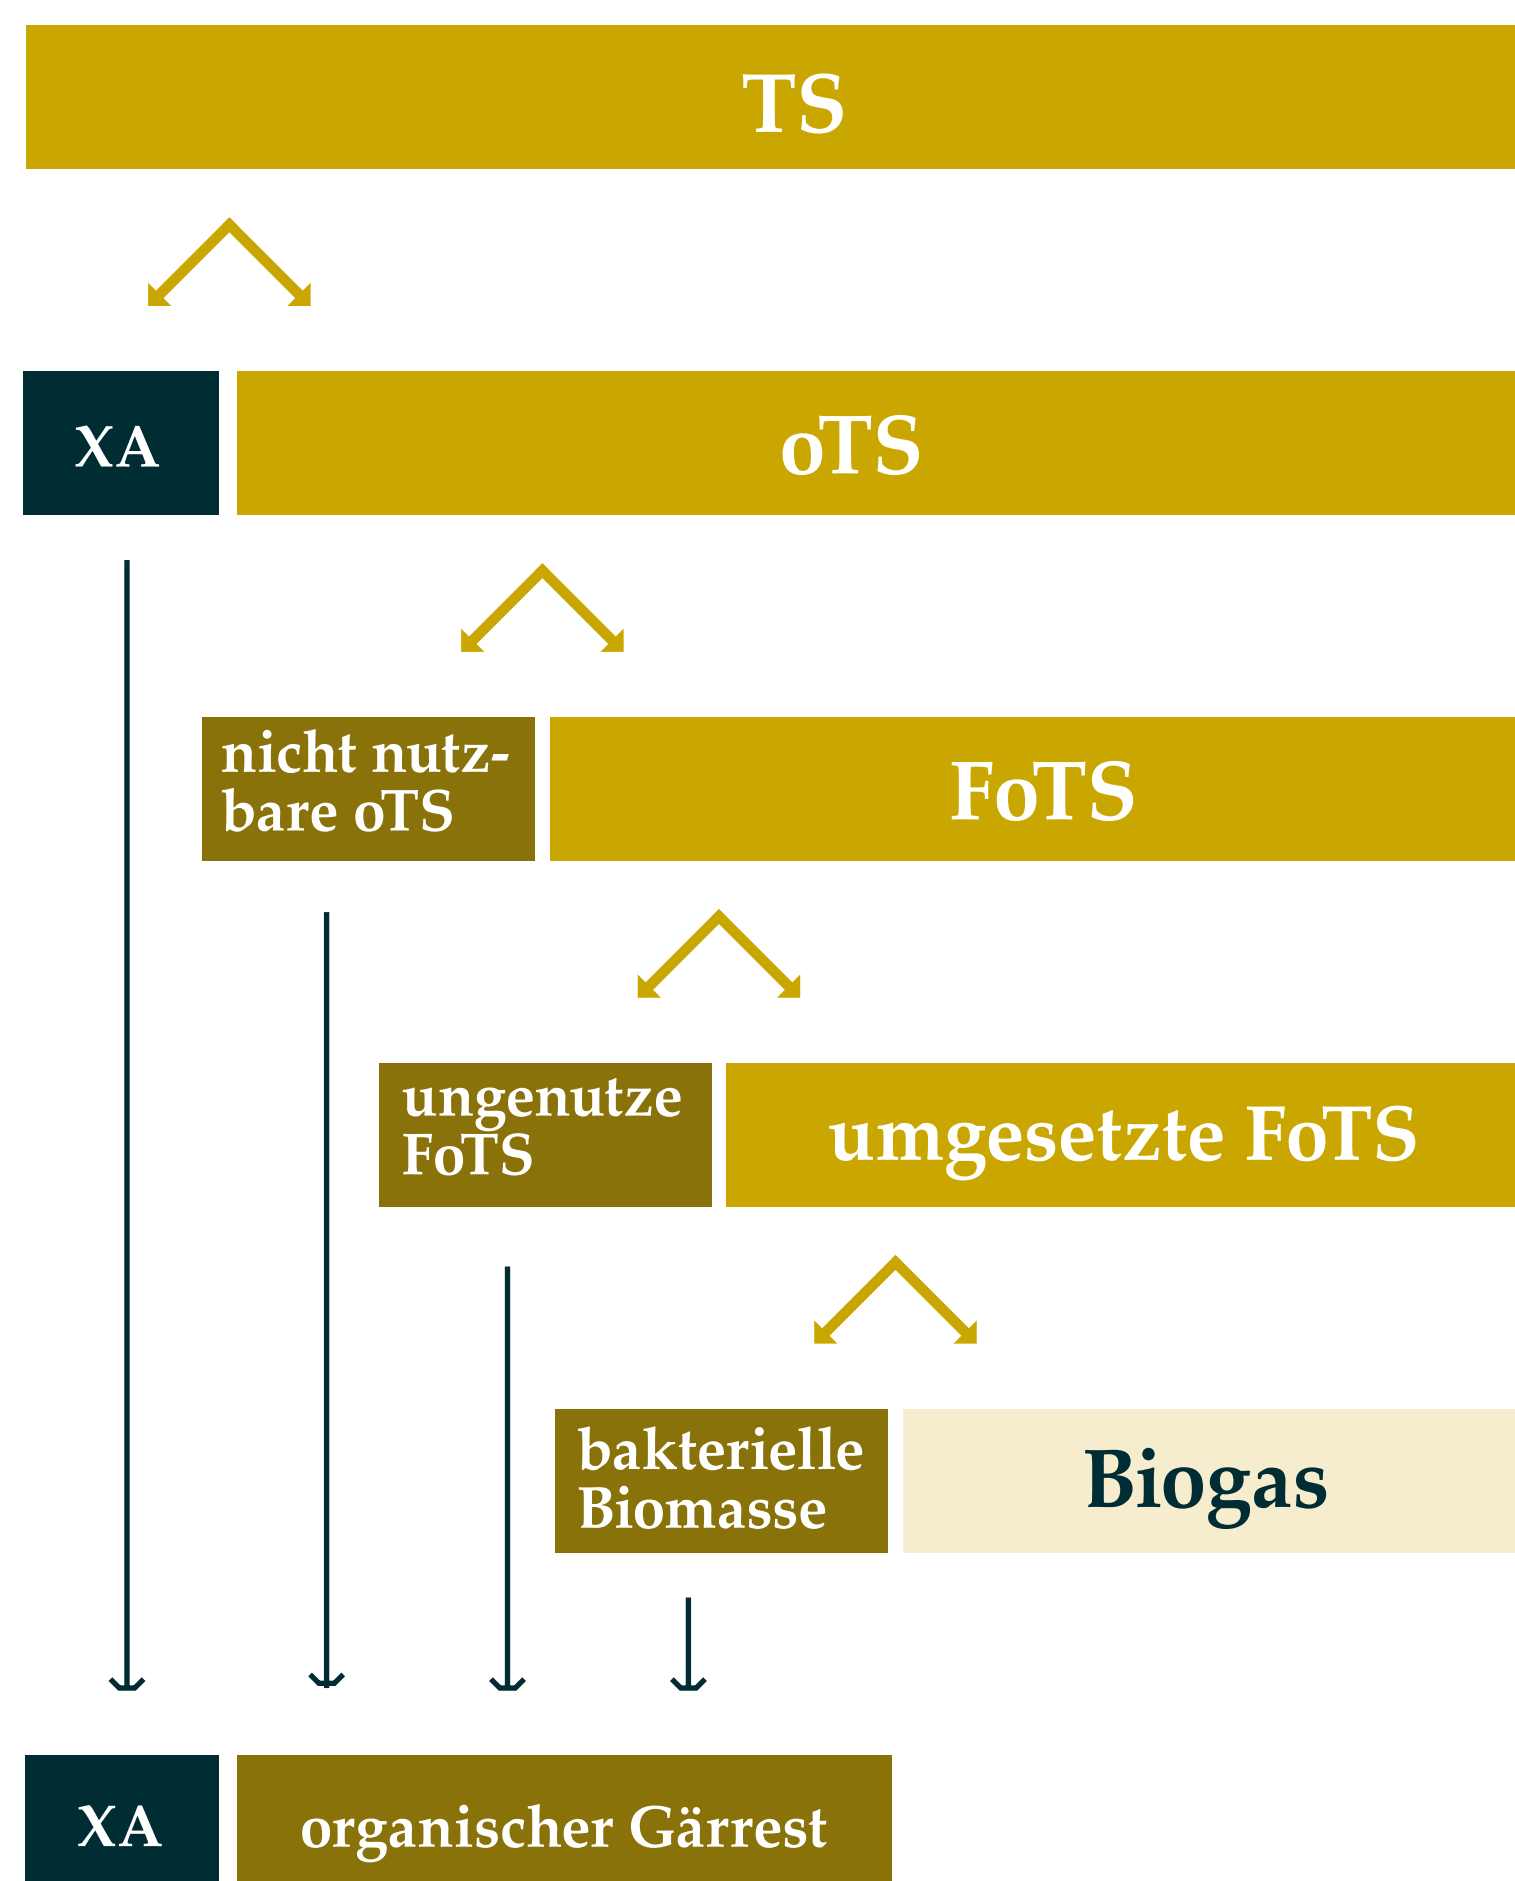 TS
XA
oTS
nicht nutz-
bare oTS
FoTS
ungenutze
FoTS
umgesetzte FoTS
bakterielle
Biomasse
Biogas
XA
organischer Gärrest